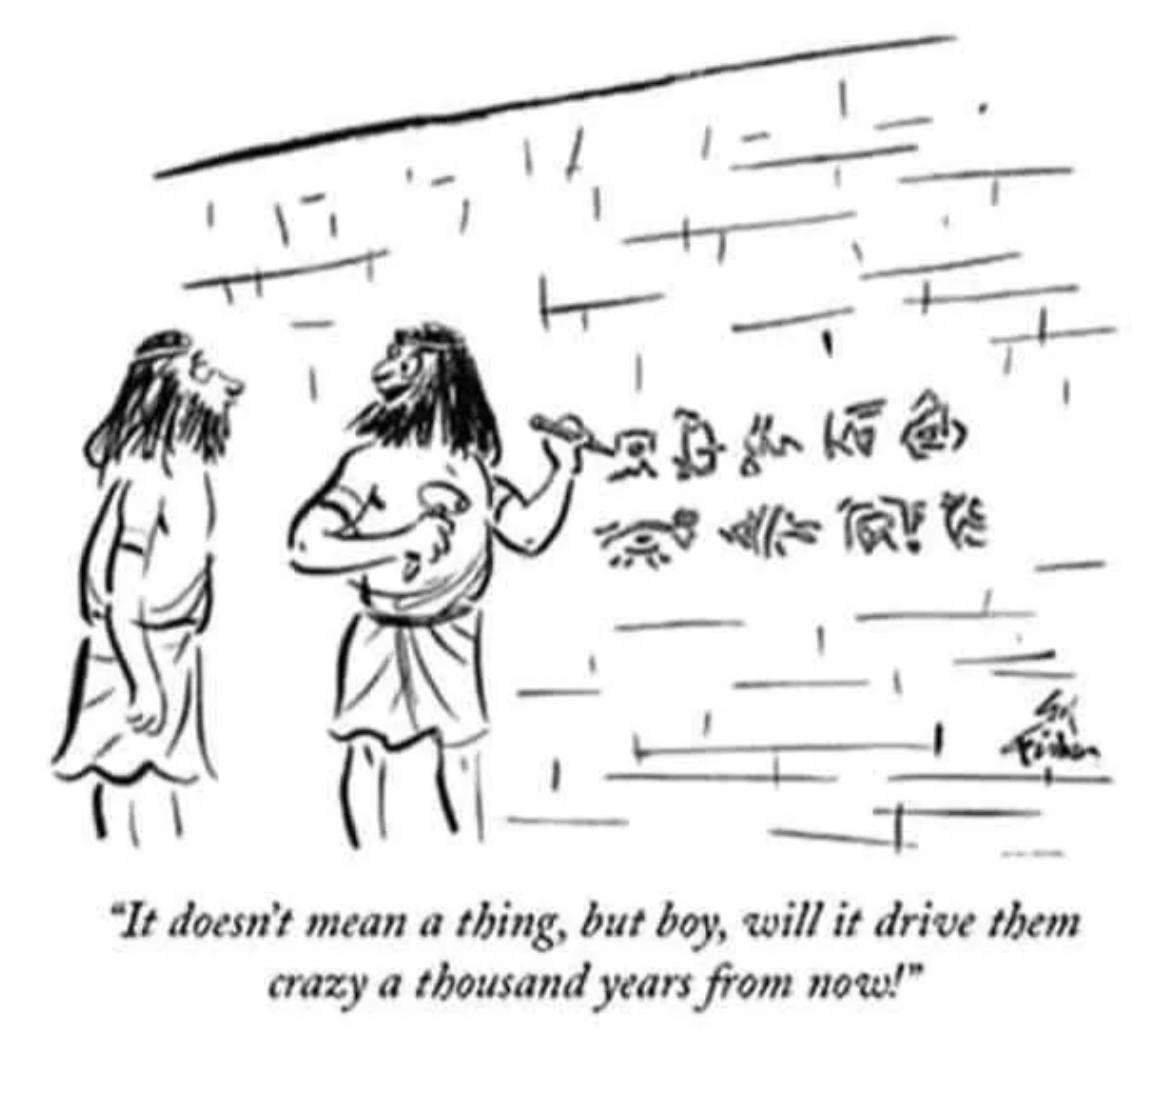 “It doesn’t mean a thing, but boy, will it drive them
crazy a thousand years from now!”